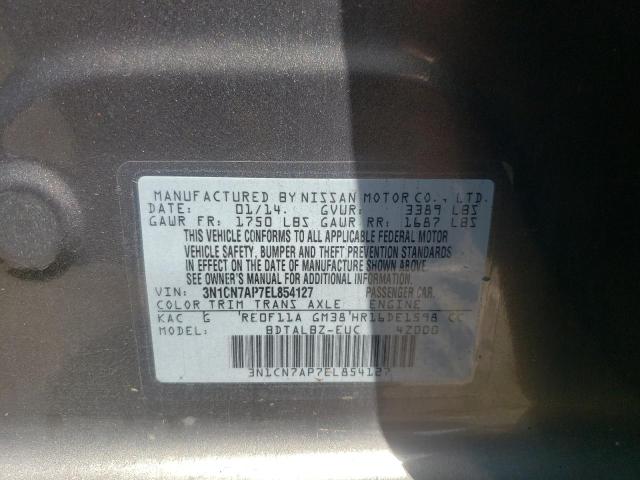 MANUFACTURED BY NISSAN MOTOR CO., LTD.
DATE: 01/14. GVWR: 3389 LBS
GAWR FR: 1750 LBS GAWR RR: 1687 LBS
THIS VEHICLE CONFORMS TO ALL APPLICABLE FEDERAL MOTOR
VEHICLE SAFETY, BUMPER AND THEFT PREVENTION STANDARDS
IN EFFECT ON THE DATE OF MANUFACTURE SHOWN ABOVE.
SEE OWNER'S MANUAL FOR ADDITIONAL INFORMATION.
VIN: 3N1CN7AP7EL854127 PASSENGER CAR.
COLOR TRIM TRANS AXLE ENGINE
KAC G RE0F11A GM38 HR16DE1598 CC
MODEL: BDTALBZ-EUC 4Z000
3N1CN7AP7EL854127